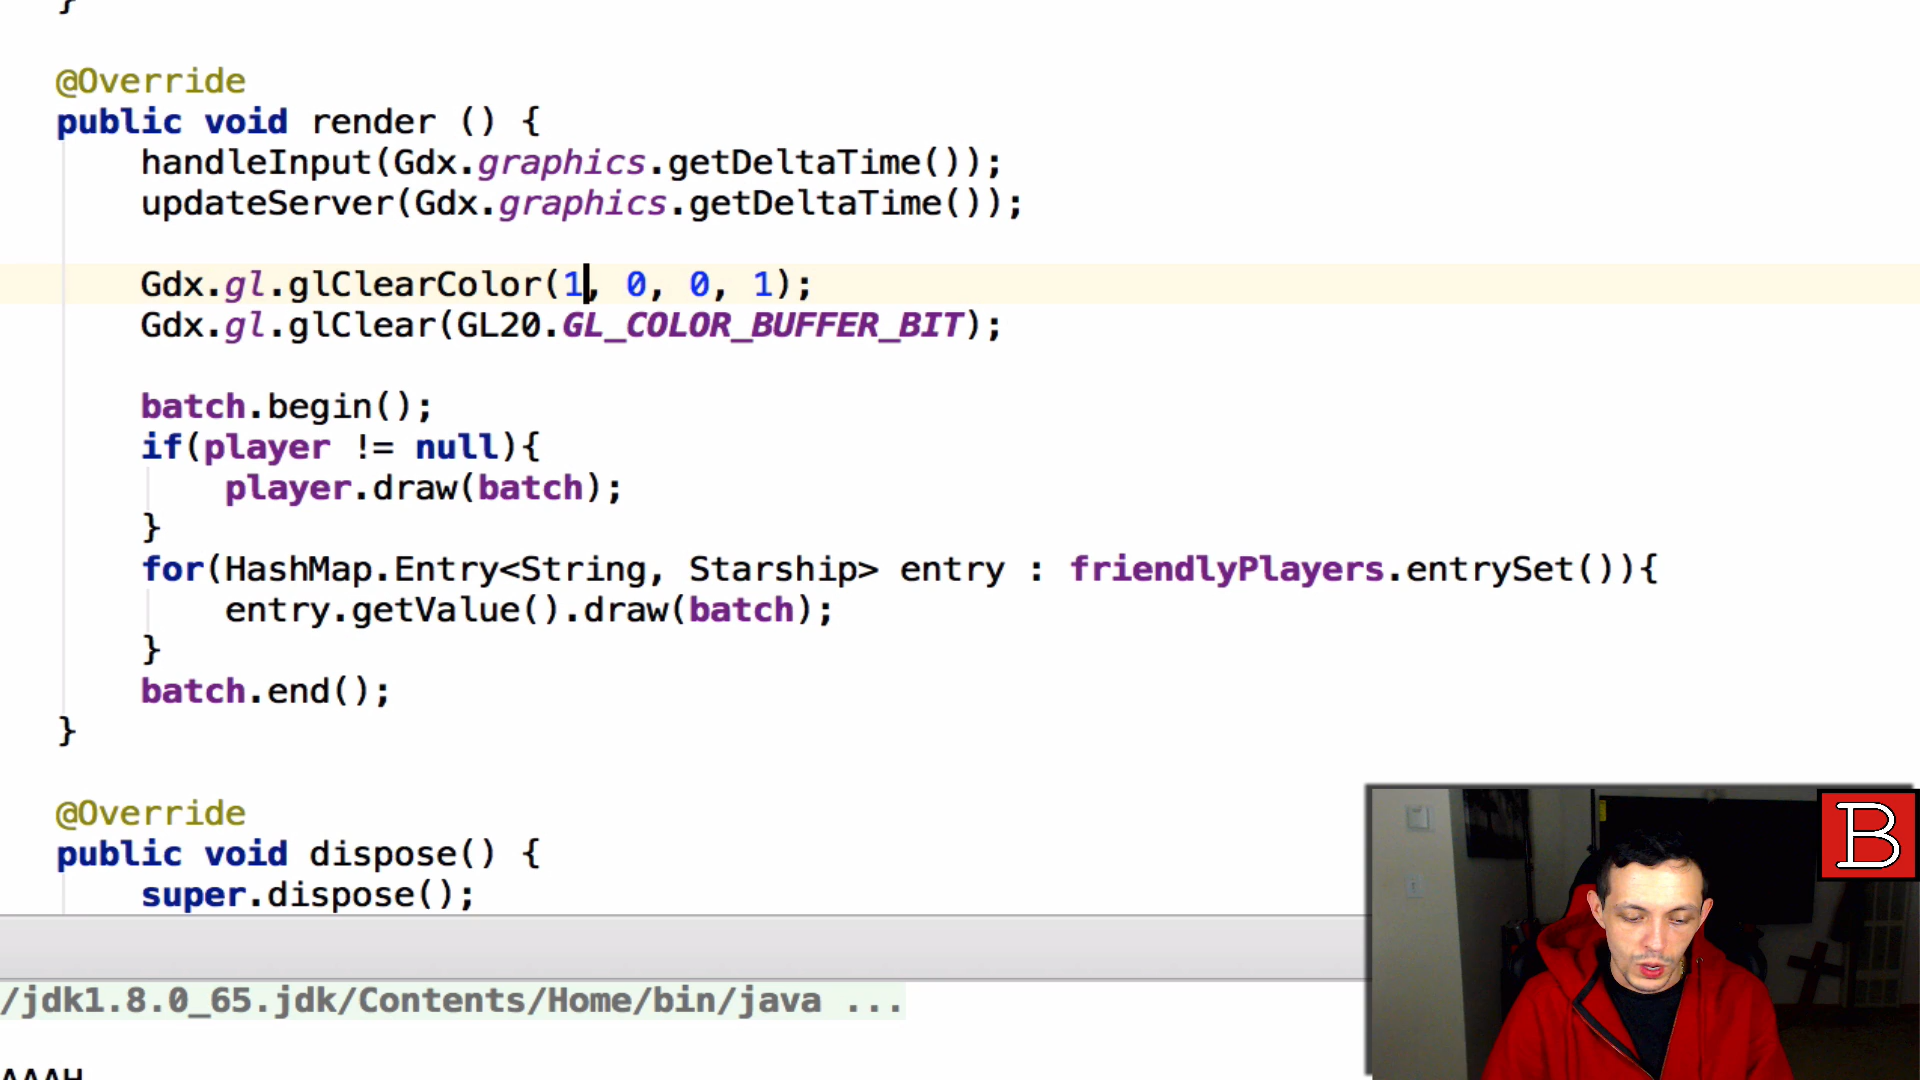 }
@Override
public void render () {
handleInput(Gdx.graphics.getDeltaTime());
updateServer(Gdx.graphics.getDeltaTime());
Gdx.gl.glClearColor(1, 0, 0, 1);
Gdx.gl.glClear(GL20.GL_COLOR_BUFFER_BIT);
batch.begin();
if(player != null){
player.draw(batch);
}
for(HashMap.Entry<String, Starship> entry : friendlyPlayers.entrySet()){
entry.getValue().draw(batch);
}
batch.end();
}
@Override
public void dispose() {
super.dispose();
B
/jdk1.8.0_65.jdk/Contents/Home/bin/java ...